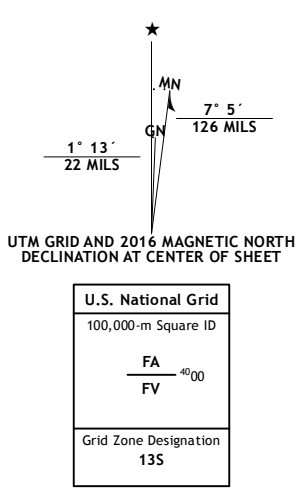 ★
MN
7° 5´
126 MILS
GN
1° 13´
22 MILS
UTM GRID AND 2016 MAGNETIC NORTH
DECLINATION AT CENTER OF SHEET
U.S. National Grid
100,000-m Square ID
FA
4000
FV
Grid Zone Designation
13S